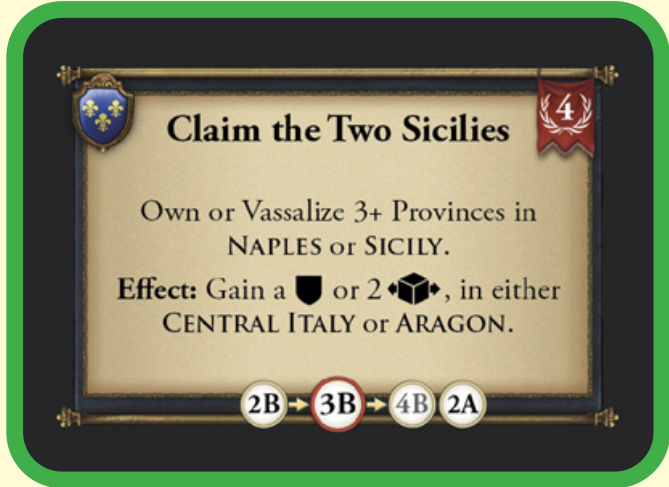 4
Claim the Two Sicilies
Own or Vassalize 3+ Provinces in
NAPLES or SICILY.
Effect: Gain a or 2 , in either
CENTRAL ITALY or ARAGON.
2B 3B 4B 2A